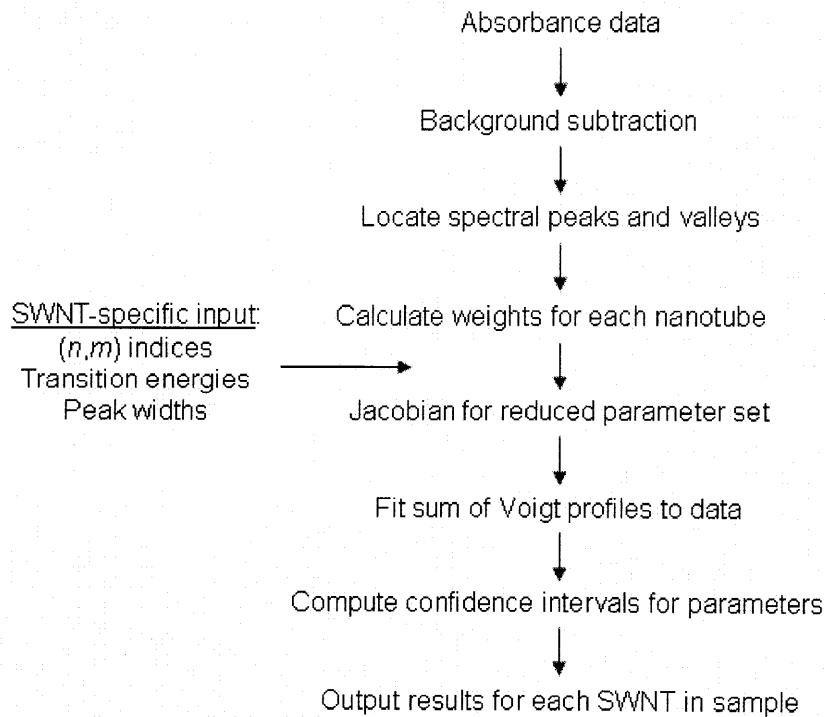 Absorbance data
Background subtraction
Locate spectral peaks and valleys
SWNT-specific input:
(n,m) indices
Transition energies
Peak widths
Calculate weights for each nanotube
Jacobian for reduced parameter set
Fit sum of Voigt profiles to data
Compute confidence intervals for parameters
Output results for each SWNT in sample